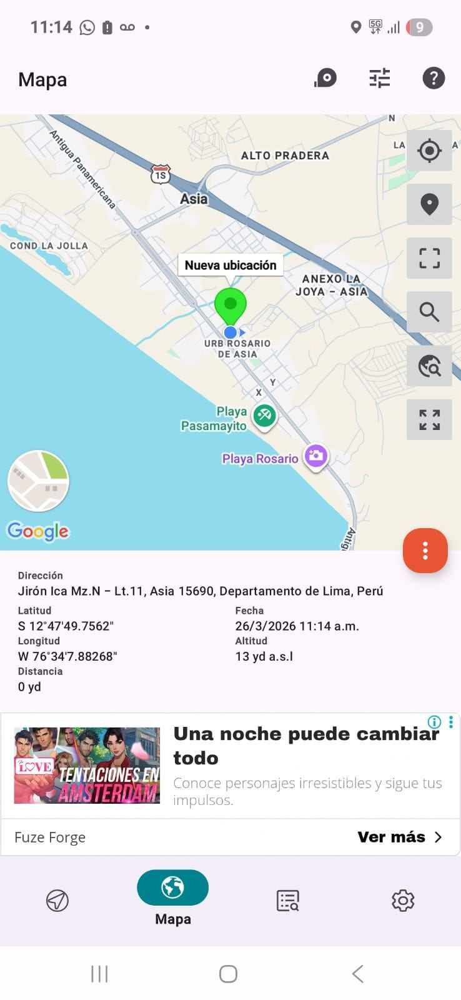 11:14
5G
9
Mapa
N
Antigua Panamericana
ALTO PRADERA
LA
A
1S
Asia
COND LA JOLLA
Nueva ubicación
ANEXO LA
JOYA – ASIA
URB ROSARIO
DE ASIA
Y
X
Playa
Pasamayito
Playa Rosario
Google
Antig
Dirección
Jirón Ica Mz.N – Lt.11, Asia 15690, Departamento de Lima, Perú
Latitud
S 12°47'49.7562"
Fecha
26/3/2026 11:14 a.m.
Longitud
W 76°34'7.88268"
Altitud
13 yd a.s.l
Distancia
0 yd
Una noche puede cambiar
todo
LOVE
TENTACIONES EN
AMSTERDAM
Conoce personajes irresistibles y sigue tus
impulsos.
Fuze Forge
Ver más
Mapa